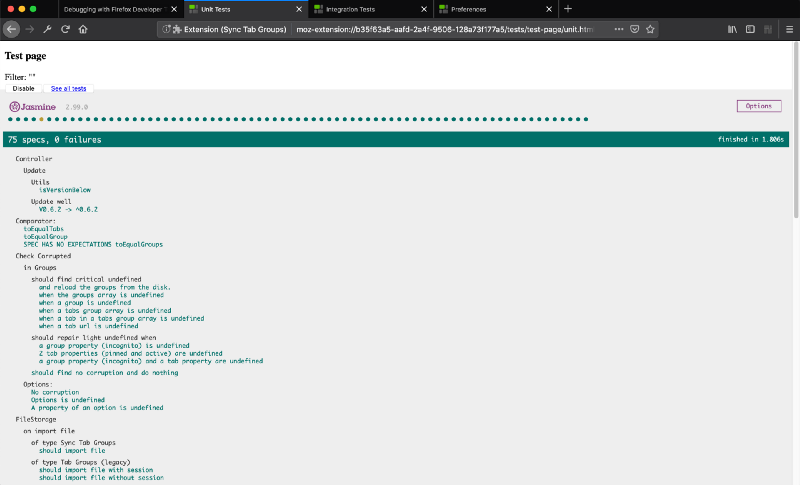 Debugging with Firefox Developer T
Unit Tests
Integration Tests
Preferences
Extension (Sync Tab Groups)
moz-extension://b35f63a5-aafd-2a4f-9506-128a73f177a5/tests/test-page/unit.htm
Test page
Filter: ""
Disable
See all tests
Jasmine 2.99.0
Options
75 specs, 0 failures
finished in 1.806s
Controller
Update
Utils
isVersionBelow
Update well
V0.6.2 -> ^0.6.2
Comparator:
toEqualTabs
toEqualGroup
SPEC HAS NO EXPECTATIONS toEqualGroups
Check Corrupted
in Groups
should find critical undefined
and reload the groups from the disk.
when the groups array is undefined
when a group is undefined
when a tabs group array is undefined
when a tab in a tabs group array is undefined
when a tab url is undefined
should repair light undefined when
a group property (incognito) is undefined
2 tab properties (pinned and active) are undefined
a group property (incognito) and a tab property are undefined
should find no corruption and do nothing
Options:
No corruption
Options is undefined
A property of an option is undefined
FileStorage
on import file
of type Sync Tab Groups
should import file
of type Tab Groups (legacy)
should import file with session
should import file without session